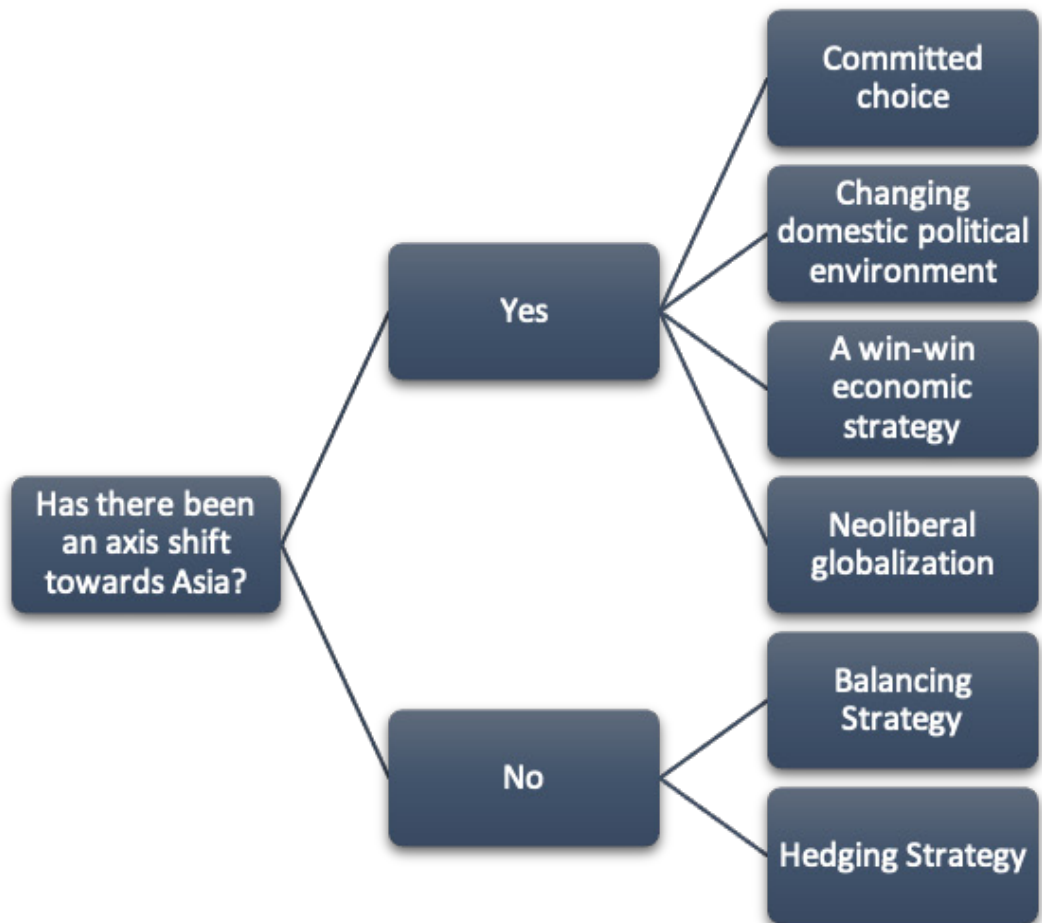 Committed
choice
Changing
domestic political
environment
Yes
A win-win
economic
strategy
Has there been
an axis shift
towards Asia?
Neoliberal
globalization
Balancing
Strategy
No
Hedging Strategy